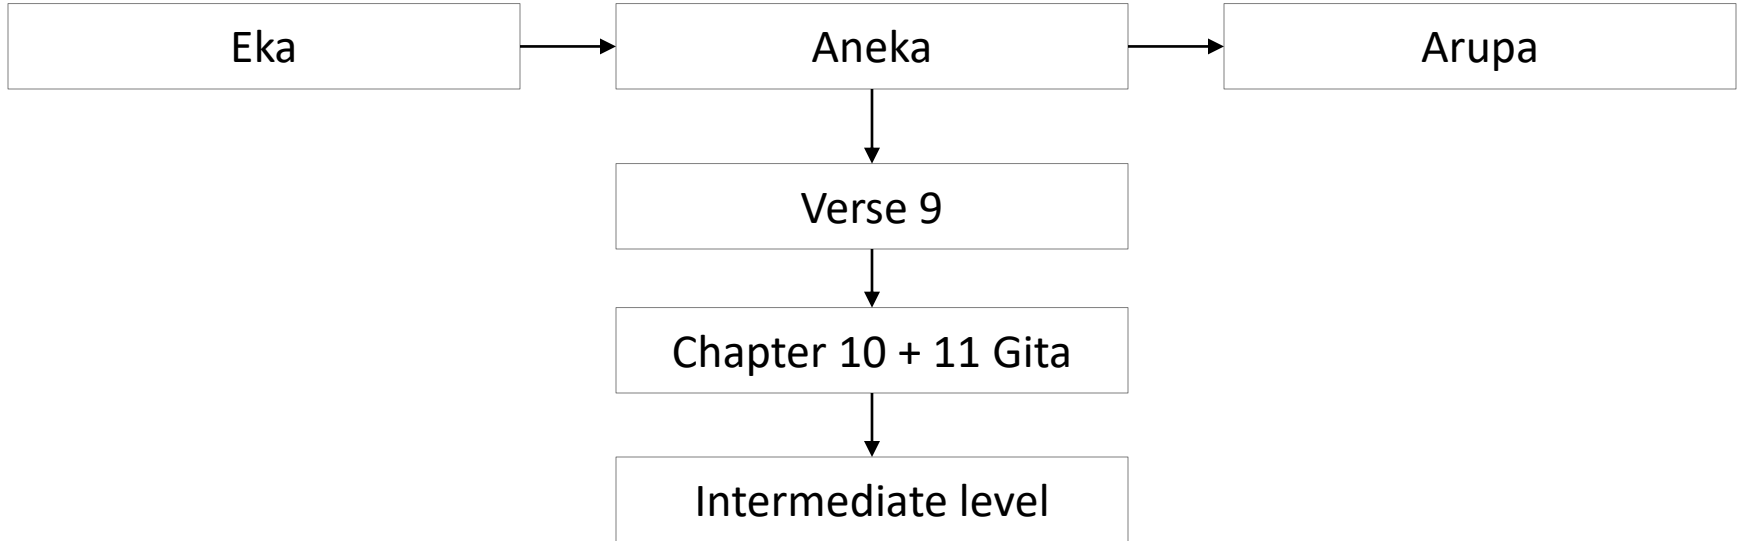 Eka
Aneka
Arupa
Verse 9
Chapter 10 + 11 Gita
Intermediate level